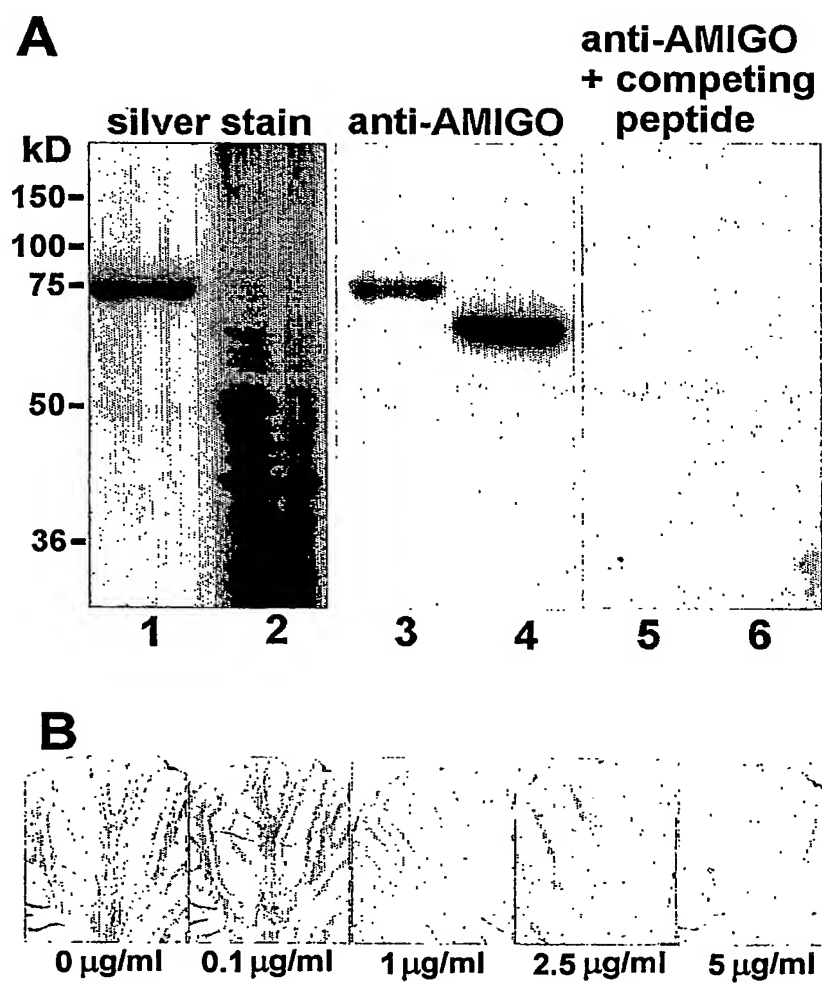 A
anti-AMIGO
+ competing
peptide
silver stain
anti-AMIGO
kD
150-
100-
75-
50-
36-
1
2
3
4
5
6
B
0 μg/ml
0.1 μg/ml
1 μg/ml
2.5 μg/ml
5 μg/ml